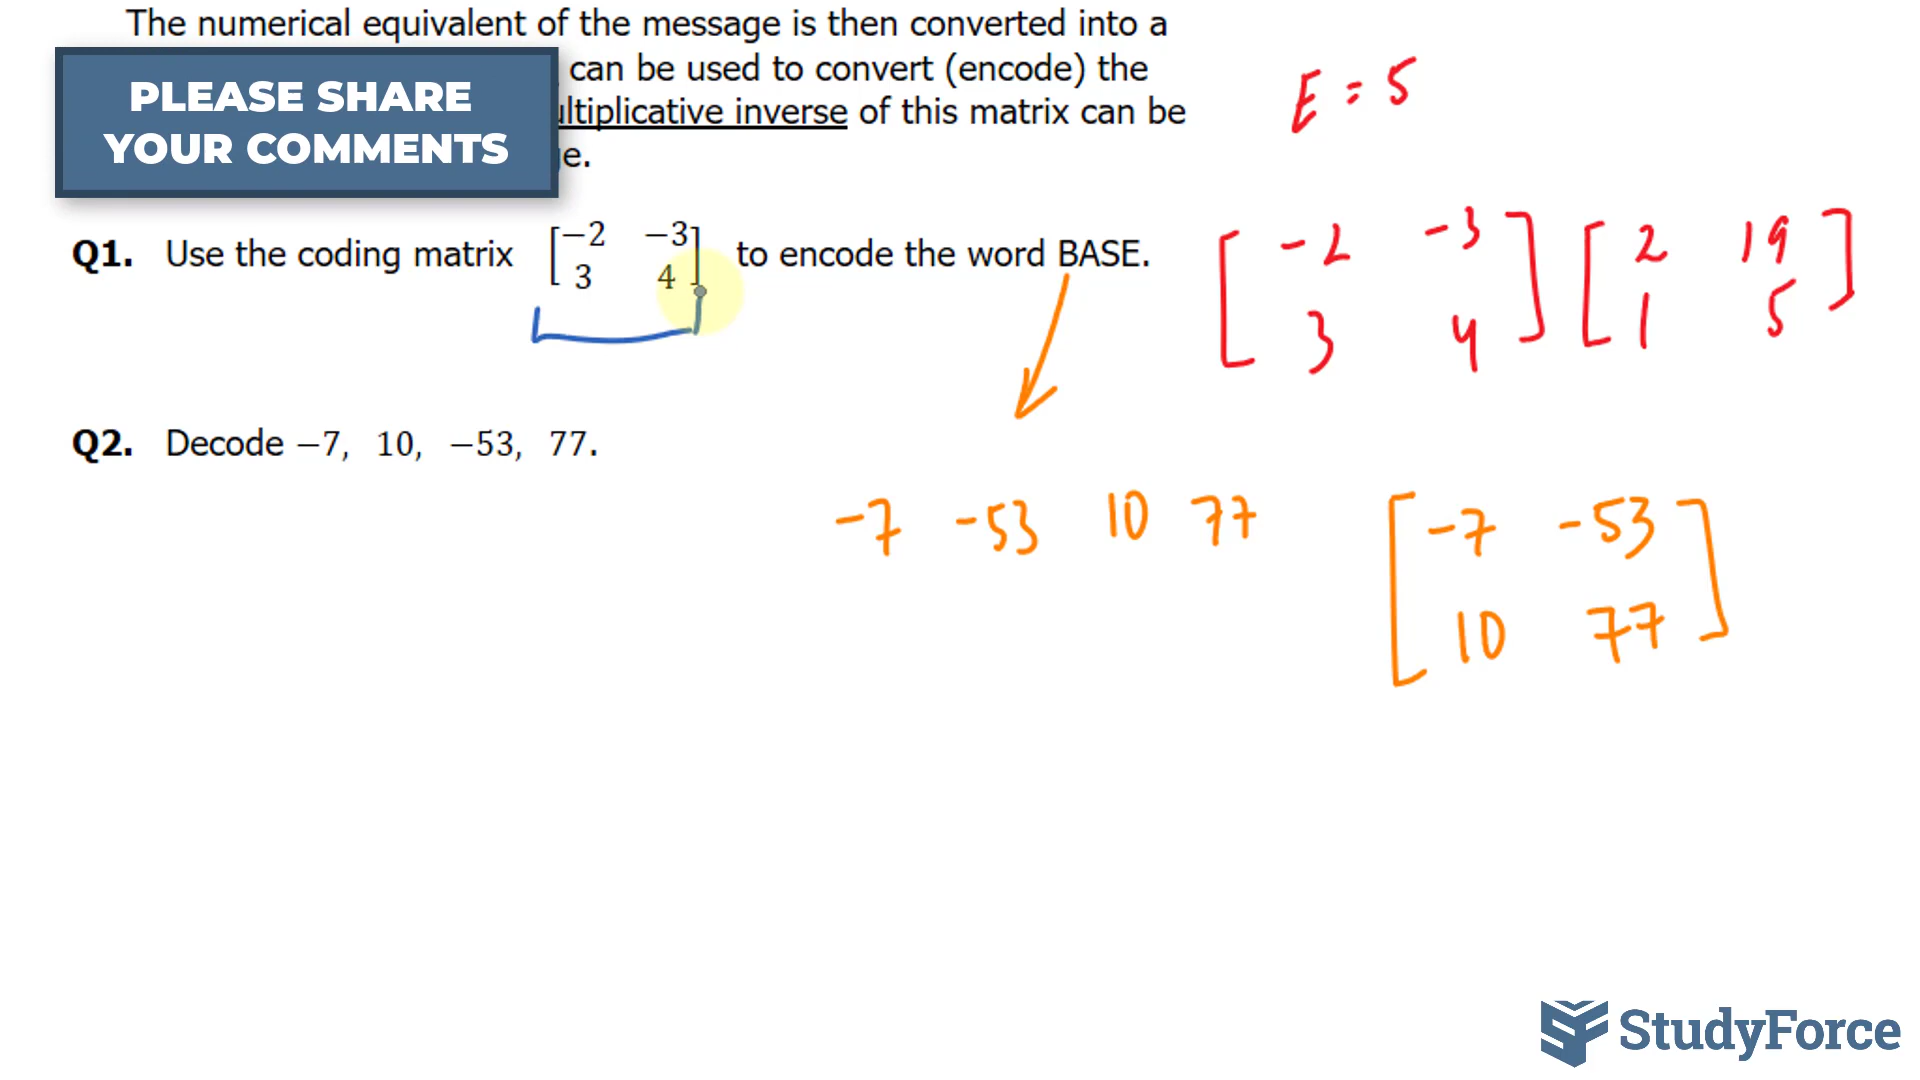 The numerical equivalent of the message is then converted into a
can be used to convert (encode) the
ultiplicative inverse of this matrix can be
ge.
PLEASE SHARE
YOUR COMMENTS
E = 5
Q1. Use the coding matrix [−2 −3
3 4] to encode the word BASE.
[-2 -3
3 4] [2 19
1 5]
Q2. Decode −7, 10, −53, 77.
-7 -53 10 77
[-7 -53
10 77]
StudyForce